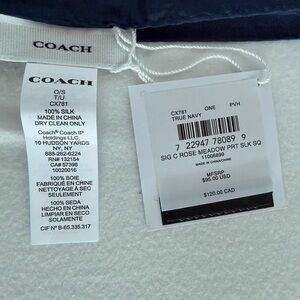 COACH
COACH
O/S
T/U
CX781
100% SILK
MADE IN CHINA
DRY CLEAN ONLY
Coach® Coach IP
Holdings LLC.
10 HUDSON YARDS
NY, NY
888-262-6224
RN# 132154
CA# 57398
10020016
100% SOIE
FABRIQUÉ EN CHINE
NETTOYAGE À SEC
SEULEMENT
100% SEDA
HECHO EN CHINA
LIMPIAR EN SECO
SOLAMENTE
CIF Nº B-65.335.317
CX781 ONE PVH
TRUE NAVY
7 22947 78089 9
SIG C ROSE MEADOW PRT SLK SQ
11006899
MADE IN CHINA/CHINE
MFSRP
$95.00 USD
$120.00 CAD